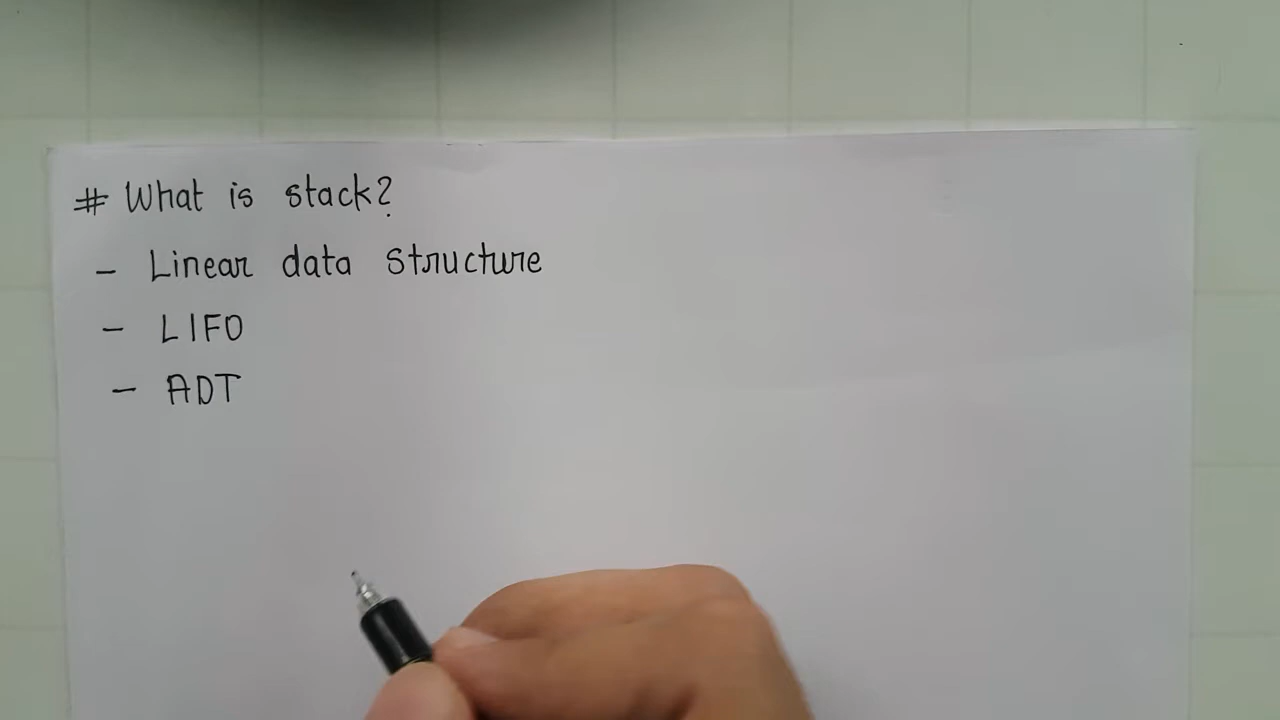 # What is stack?
- Linear data structure
- LIFO
- ADT